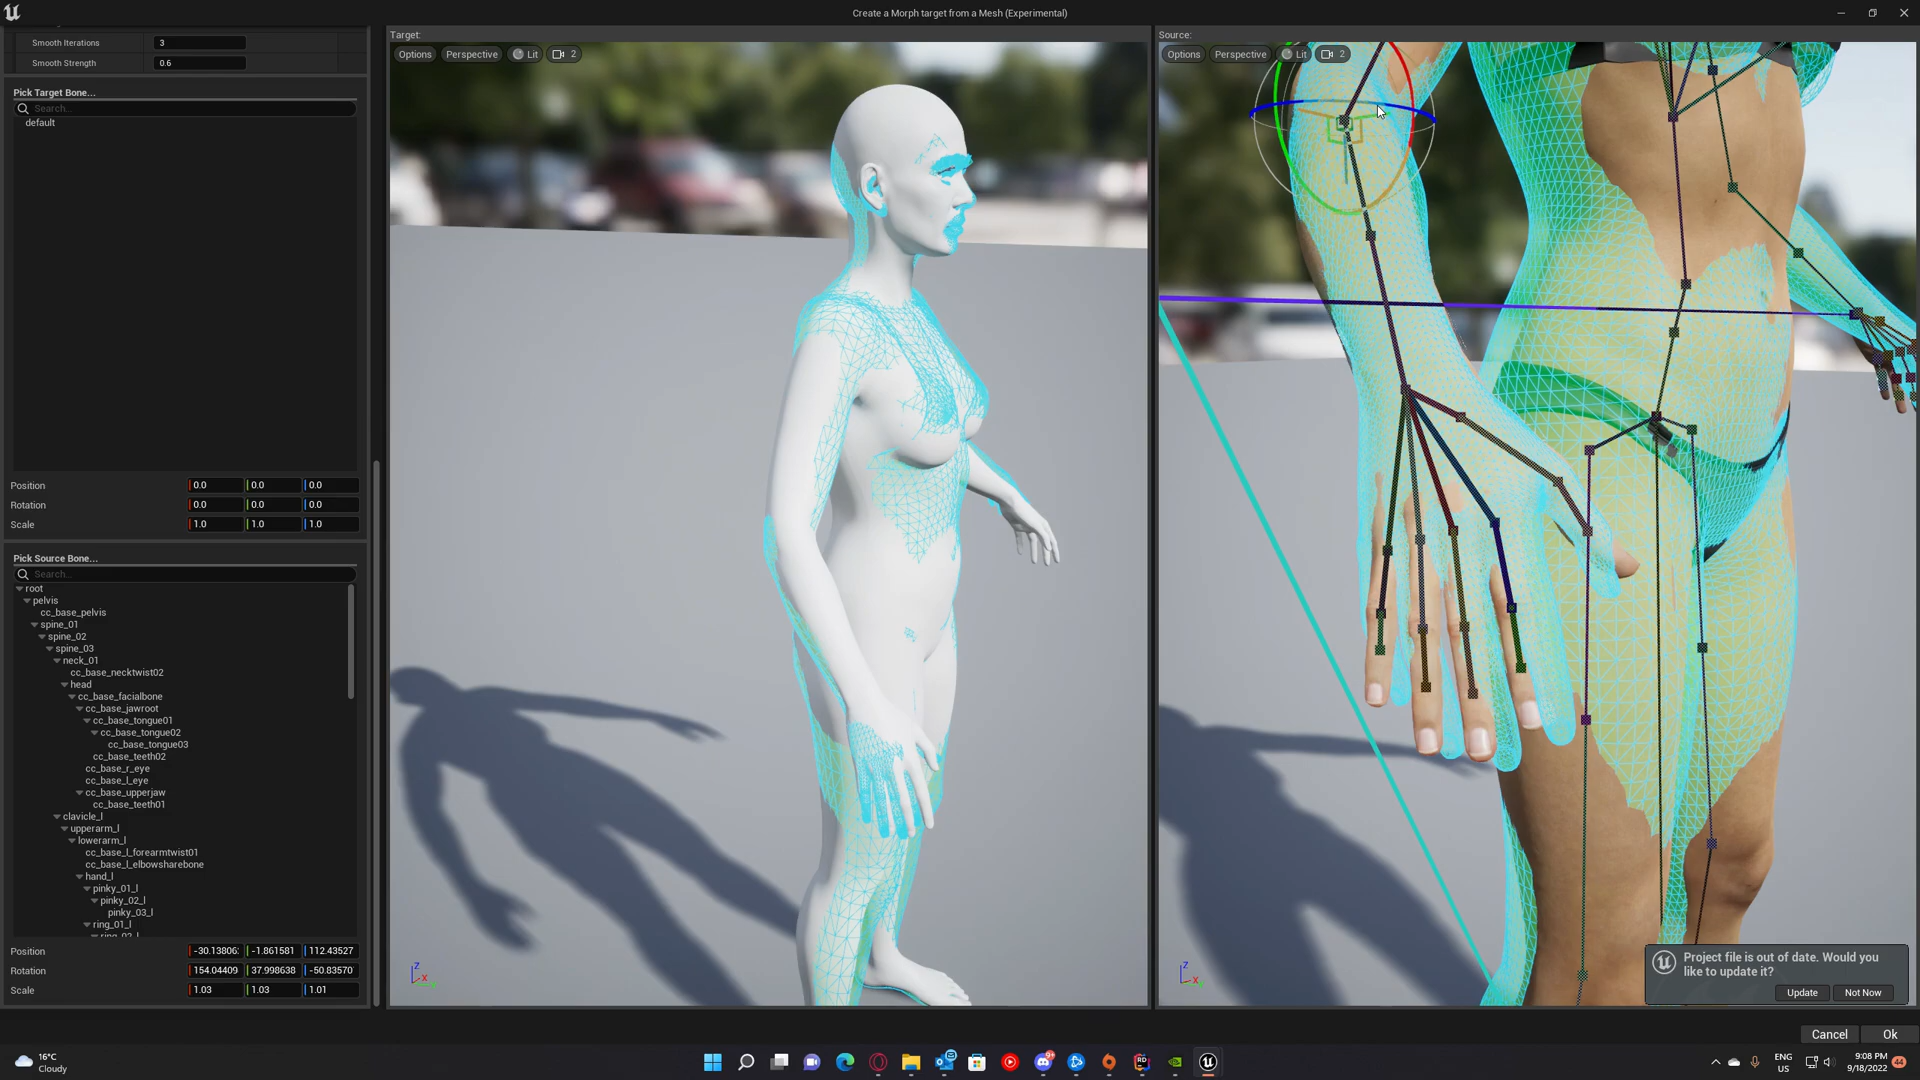 Create a Morph target from a Mesh (Experimental)
Smooth Iterations 3
Smooth Strength 0.6
Pick Target Bone...
Search...
default
Position 0.0 0.0 0.0
Rotation 0.0 0.0 0.0
Scale 1.0 1.0 1.0
Pick Source Bone...
Search...
root
pelvis
cc_base_pelvis
spine_01
spine_02
spine_03
neck_01
cc_base_necktwist02
head
cc_base_facialbone
cc_base_jawroot
cc_base_tongue01
cc_base_tongue02
cc_base_tongue03
cc_base_teeth02
cc_base_r_eye
cc_base_l_eye
cc_base_upperjaw
cc_base_teeth01
clavicle_l
upperarm_l
lowerarm_l
cc_base_l_forearmtwist01
cc_base_l_elbowsharebone
hand_l
pinky_01_l
pinky_02_l
pinky_03_l
ring_01_l
Position -30.13806 -1.861581 112.43527
Rotation 154.04409 37.998638 -50.83570
Scale 1.03 1.03 1.01
Target:
Options Perspective Lit 2
Z
X
Source:
Options Perspective Lit 2
Z
X
Project file is out of date. Would you
like to update it?
Update Not Now
Cancel Ok
16°C
Cloudy
ENG
US
9:08 PM
9/18/2022
44